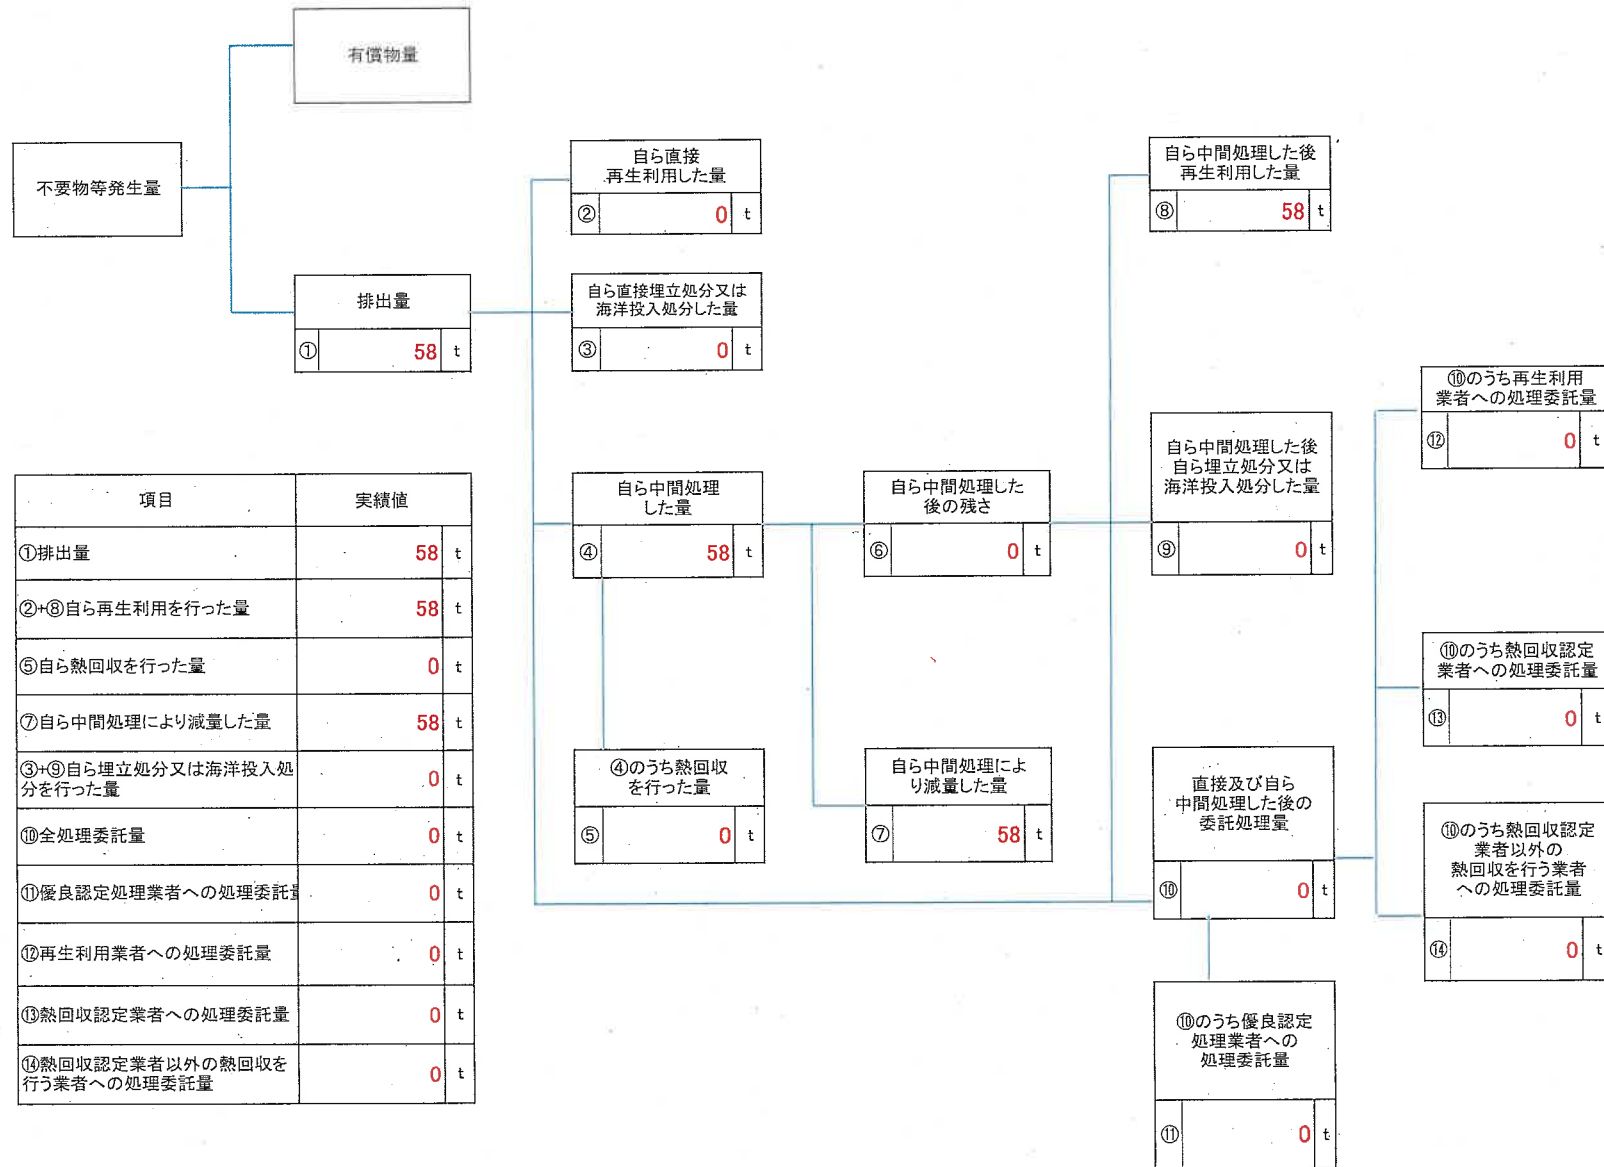 有償物量
不要物等発生量
排出量
① 58 t
自ら直接
再生利用した量
② 0 t
自ら直接埋立処分又は
海洋投入処分した量
③ 0 t
自ら中間処理
した量
④ 58 t
④のうち熱回収
を行った量
⑤ 0 t
自ら中間処理した
後の残さ
⑥ 0 t
自ら中間処理によ
り減量した量
⑦ 58 t
自ら中間処理した後
再生利用した量
⑧ 58 t
自ら中間処理した後
自ら埋立処分又は
海洋投入処分した量
⑨ 0 t
直接及び自ら
中間処理した後の
委託処理量
⑩ 0 t
⑩のうち優良認定
処理業者への
処理委託量
⑪ 0 t
⑩のうち再生利用
業者への処理委託量
⑫ 0 t
⑩のうち熱回収認定
業者への処理委託量
⑬ 0 t
⑩のうち熱回収認定
業者以外の
熱回収を行う業者
への処理委託量
⑭ 0 t
項目 実績値
①排出量 58 t
②+⑧自ら再生利用を行った量 58 t
⑤自ら熱回収を行った量 0 t
⑦自ら中間処理により減量した量 58 t
③+⑨自ら埋立処分又は海洋投入処
分を行った量 0 t
⑩全処理委託量 0 t
⑪優良認定処理業者への処理委託量 0 t
⑫再生利用業者への処理委託量 0 t
⑬熱回収認定業者への処理委託量 0 t
⑭熱回収認定業者以外の熱回収を
行う業者への処理委託量 0 t